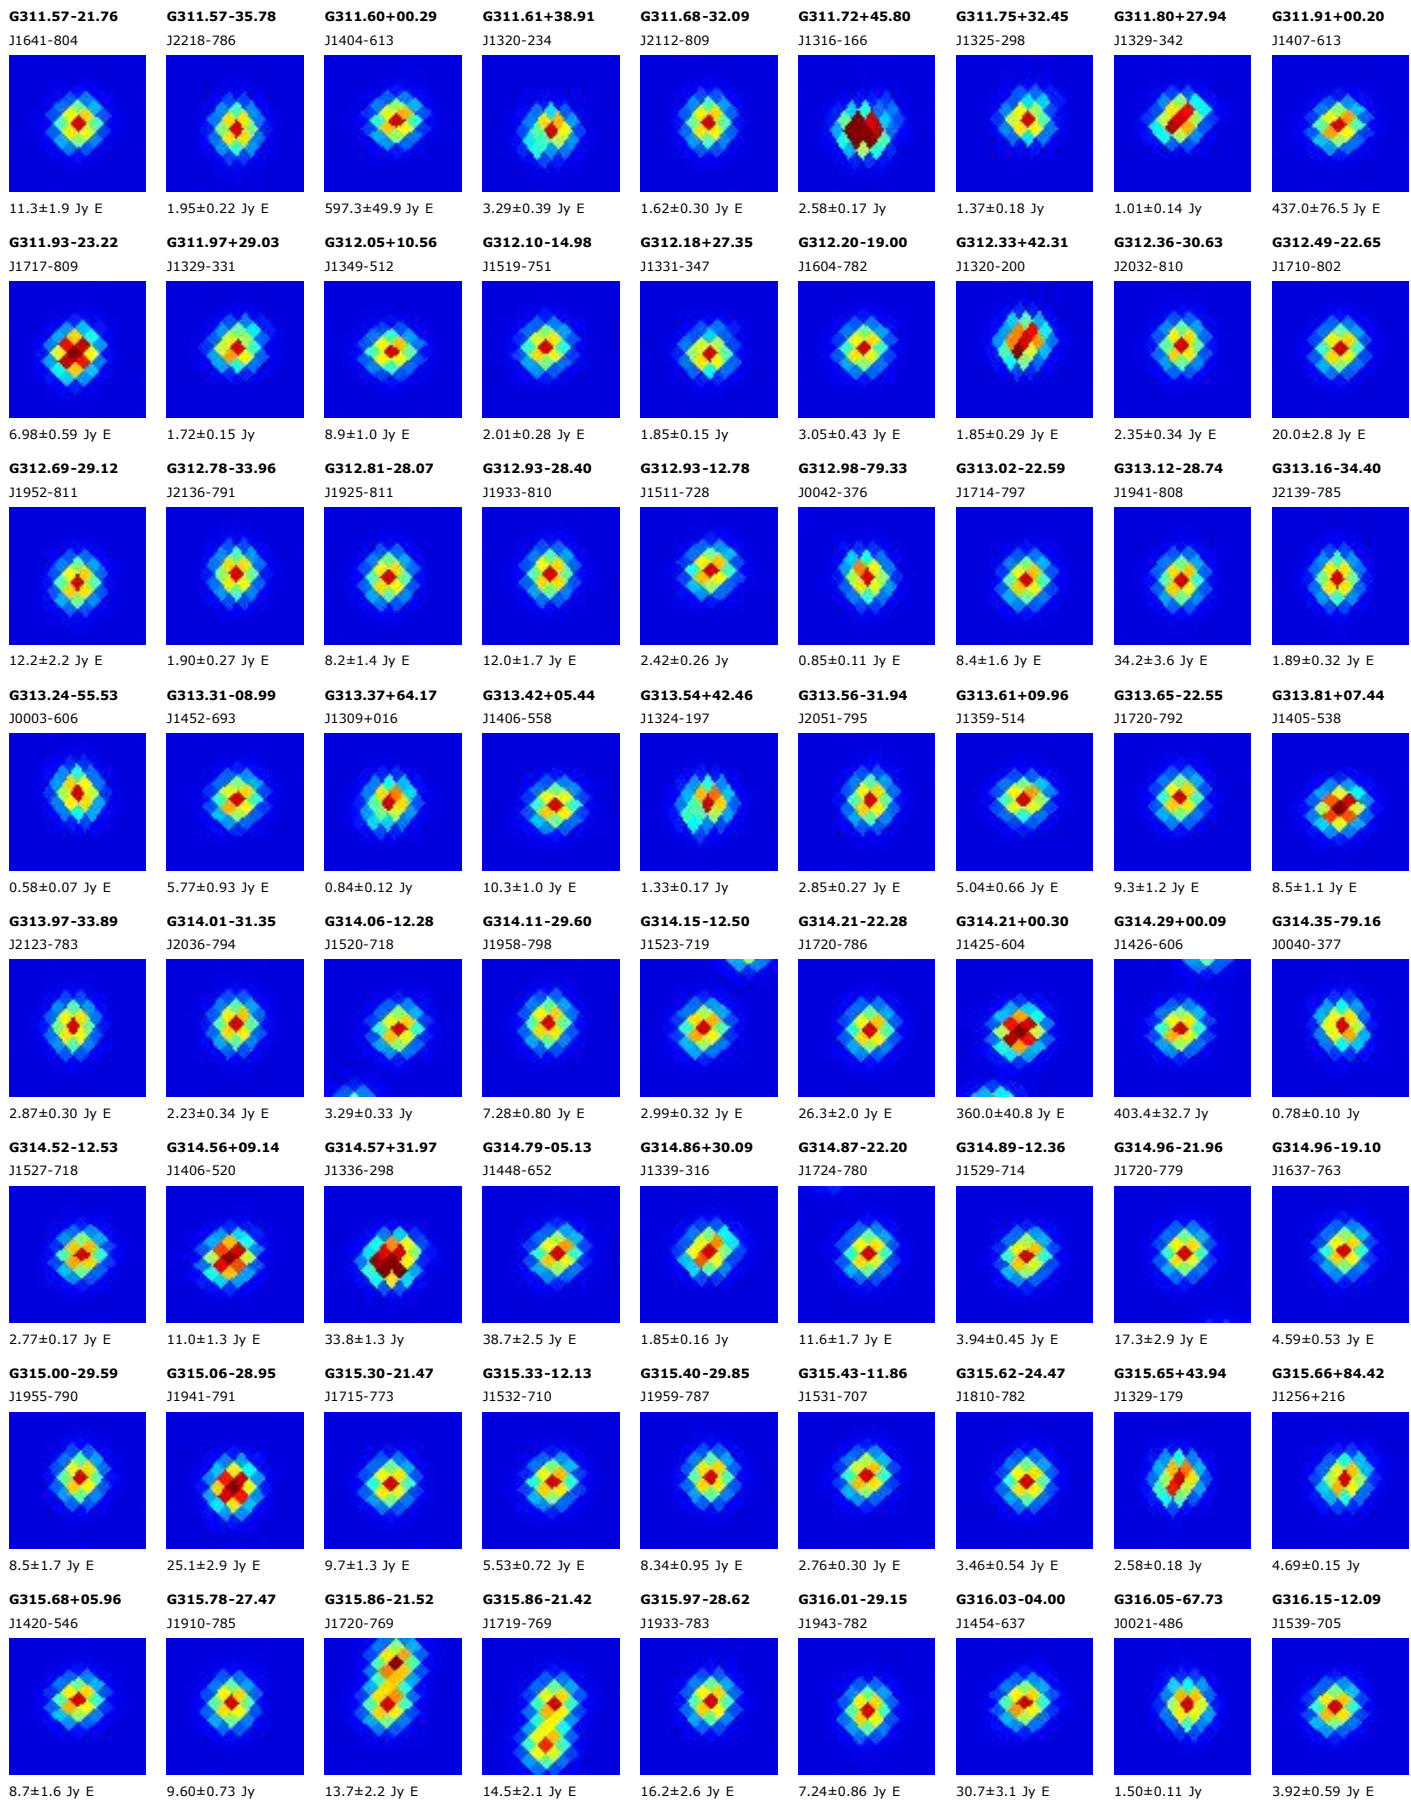 G311.57-21.76 G311.57-35.78 G311.60+00.29 G311.61+38.91 G311.68-32.09 G311.72+45.80 G311.75+32.45 G311.80+27.94 G311.91+00.20
J1641-804 J2218-786 J1404-613 J1320-234 J2112-809 J1316-166 J1325-298 J1329-342 J1407-613
11.3±1.9 Jy E 1.95±0.22 Jy E 597.3±49.9 Jy E 3.29±0.39 Jy E 1.62±0.30 Jy E 2.58±0.17 Jy 1.37±0.18 Jy 1.01±0.14 Jy 437.0±76.5 Jy E
G311.93-23.22 G311.97+29.03 G312.05+10.56 G312.10-14.98 G312.18+27.35 G312.20-19.00 G312.33+42.31 G312.36-30.63 G312.49-22.65
J1717-809 J1329-331 J1349-512 J1519-751 J1331-347 J1604-782 J1320-200 J2032-810 J1710-802
6.98±0.59 Jy E 1.72±0.15 Jy 8.9±1.0 Jy E 2.01±0.28 Jy E 1.85±0.15 Jy 3.05±0.43 Jy E 1.85±0.29 Jy E 2.35±0.34 Jy E 20.0±2.8 Jy E
G312.69-29.12 G312.78-33.96 G312.81-28.07 G312.93-28.40 G312.93-12.78 G312.98-79.33 G313.02-22.59 G313.12-28.74 G313.16-34.40
J1952-811 J2136-791 J1925-811 J1933-810 J1511-728 J0042-376 J1714-797 J1941-808 J2139-785
12.2±2.2 Jy E 1.90±0.27 Jy E 8.2±1.4 Jy E 12.0±1.7 Jy E 2.42±0.26 Jy 0.85±0.11 Jy E 8.4±1.6 Jy E 34.2±3.6 Jy E 1.89±0.32 Jy E
G313.24-55.53 G313.31-08.99 G313.37+64.17 G313.42+05.44 G313.54+42.46 G313.56-31.94 G313.61+09.96 G313.65-22.55 G313.81+07.44
J0003-606 J1452-693 J1309+016 J1406-558 J1324-197 J2051-795 J1359-514 J1720-792 J1405-538
0.58±0.07 Jy E 5.77±0.93 Jy E 0.84±0.12 Jy 10.3±1.0 Jy E 1.33±0.17 Jy 2.85±0.27 Jy E 5.04±0.66 Jy E 9.3±1.2 Jy E 8.5±1.1 Jy E
G313.97-33.89 G314.01-31.35 G314.06-12.28 G314.11-29.60 G314.15-12.50 G314.21-22.28 G314.21+00.30 G314.29+00.09 G314.35-79.16
J2123-783 J2036-794 J1520-718 J1958-798 J1523-719 J1720-786 J1425-604 J1426-606 J0040-377
2.87±0.30 Jy E 2.23±0.34 Jy E 3.29±0.33 Jy 7.28±0.80 Jy E 2.99±0.32 Jy E 26.3±2.0 Jy E 360.0±40.8 Jy E 403.4±32.7 Jy 0.78±0.10 Jy
G314.52-12.53 G314.56+09.14 G314.57+31.97 G314.79-05.13 G314.86+30.09 G314.87-22.20 G314.89-12.36 G314.96-21.96 G314.96-19.10
J1527-718 J1406-520 J1336-298 J1448-652 J1339-316 J1724-780 J1529-714 J1720-779 J1637-763
2.77±0.17 Jy E 11.0±1.3 Jy E 33.8±1.3 Jy 38.7±2.5 Jy E 1.85±0.16 Jy 11.6±1.7 Jy E 3.94±0.45 Jy E 17.3±2.9 Jy E 4.59±0.53 Jy E
G315.00-29.59 G315.06-28.95 G315.30-21.47 G315.33-12.13 G315.40-29.85 G315.43-11.86 G315.62-24.47 G315.65+43.94 G315.66+84.42
J1955-790 J1941-791 J1715-773 J1532-710 J1959-787 J1531-707 J1810-782 J1329-179 J1256+216
8.5±1.7 Jy E 25.1±2.9 Jy E 9.7±1.3 Jy E 5.53±0.72 Jy E 8.34±0.95 Jy E 2.76±0.30 Jy E 3.46±0.54 Jy E 2.58±0.18 Jy 4.69±0.15 Jy
G315.68+05.96 G315.78-27.47 G315.86-21.52 G315.86-21.42 G315.97-28.62 G316.01-29.15 G316.03-04.00 G316.05-67.73 G316.15-12.09
J1420-546 J1910-785 J1720-769 J1719-769 J1933-783 J1943-782 J1454-637 J0021-486 J1539-705
8.7±1.6 Jy E 9.60±0.73 Jy 13.7±2.2 Jy E 14.5±2.1 Jy E 16.2±2.6 Jy E 7.24±0.86 Jy E 30.7±3.1 Jy E 1.50±0.11 Jy 3.92±0.59 Jy E